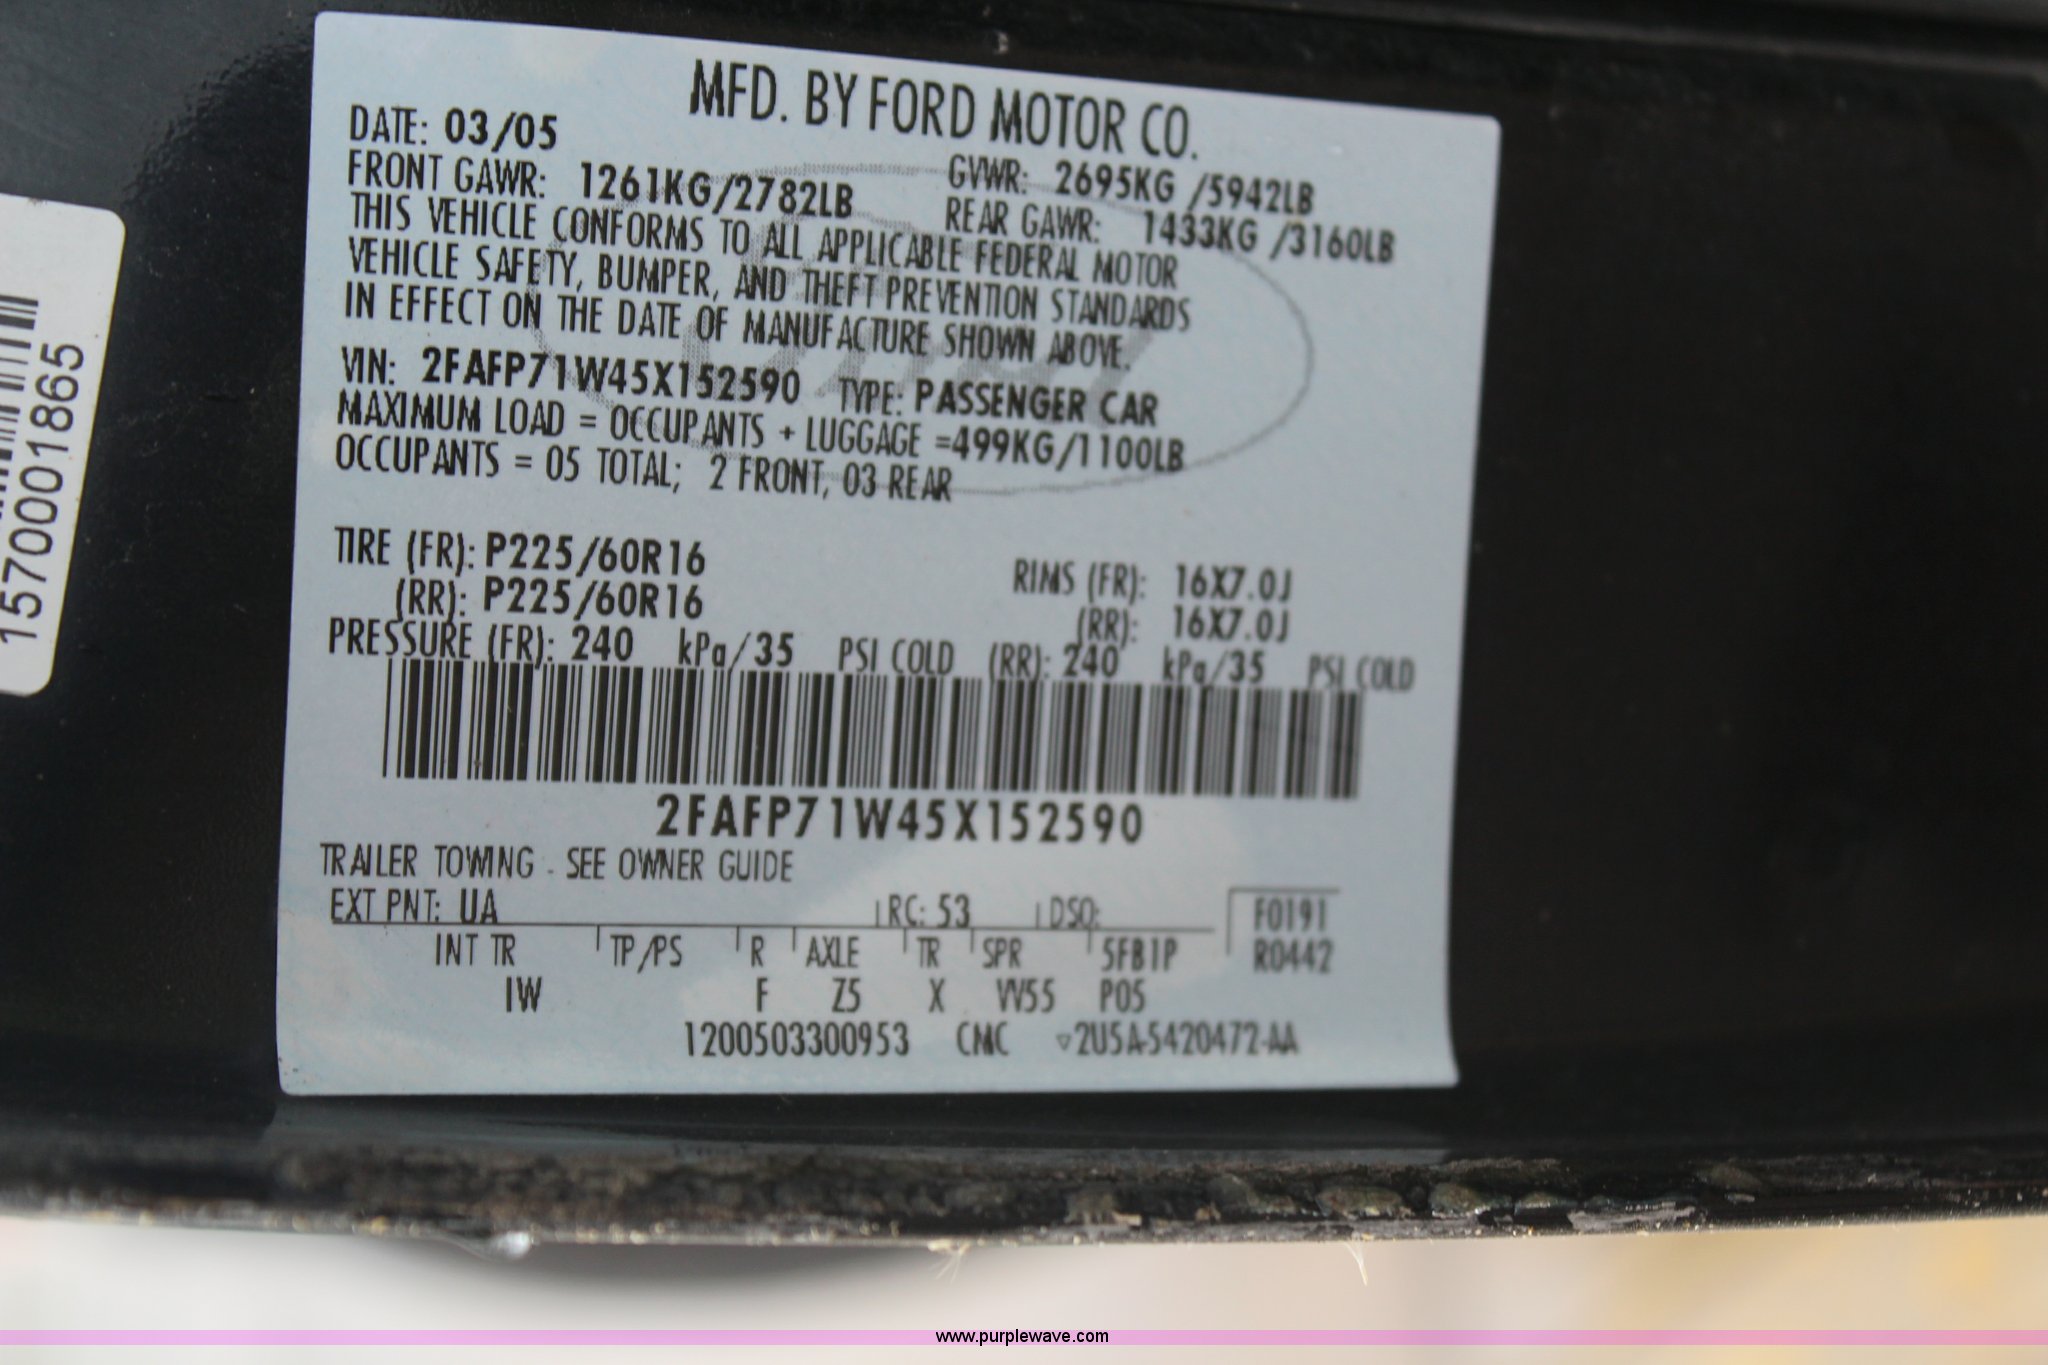 MFD. BY FORD MOTOR CO.
DATE: 03/05
FRONT GAWR: 1261KG/2782LB
GVWR: 2695KG /5942LB
REAR GAWR: 1433KG /3160LB
THIS VEHICLE CONFORMS TO ALL APPLICABLE FEDERAL MOTOR
VEHICLE SAFETY, BUMPER, AND THEFT PREVENTION STANDARDS
IN EFFECT ON THE DATE OF MANUFACTURE SHOWN ABOVE.
VIN: 2FAFP71W45X152590 TYPE: PASSENGER CAR
MAXIMUM LOAD = OCCUPANTS + LUGGAGE =499KG/1100LB
OCCUPANTS = 05 TOTAL; 2 FRONT, 03 REAR
TIRE (FR): P225/60R16 RIMS (FR): 16X7.0J
(RR): P225/60R16 (RR): 16X7.0J
PRESSURE (FR): 240 kPa/35 PSI COLD (RR): 240 kPa/35 PSI COLD
2FAFP71W45X152590
TRAILER TOWING - SEE OWNER GUIDE
EXT PNT: UA RC: 53 DSO: F0191
INT TR TP/PS R AXLE TR SPR 5FB1P R0442
IW F Z5 X VV55 P05
1200503300953 CMC ▿2U5A-5420472-AA
1570001865
www.purplewave.com